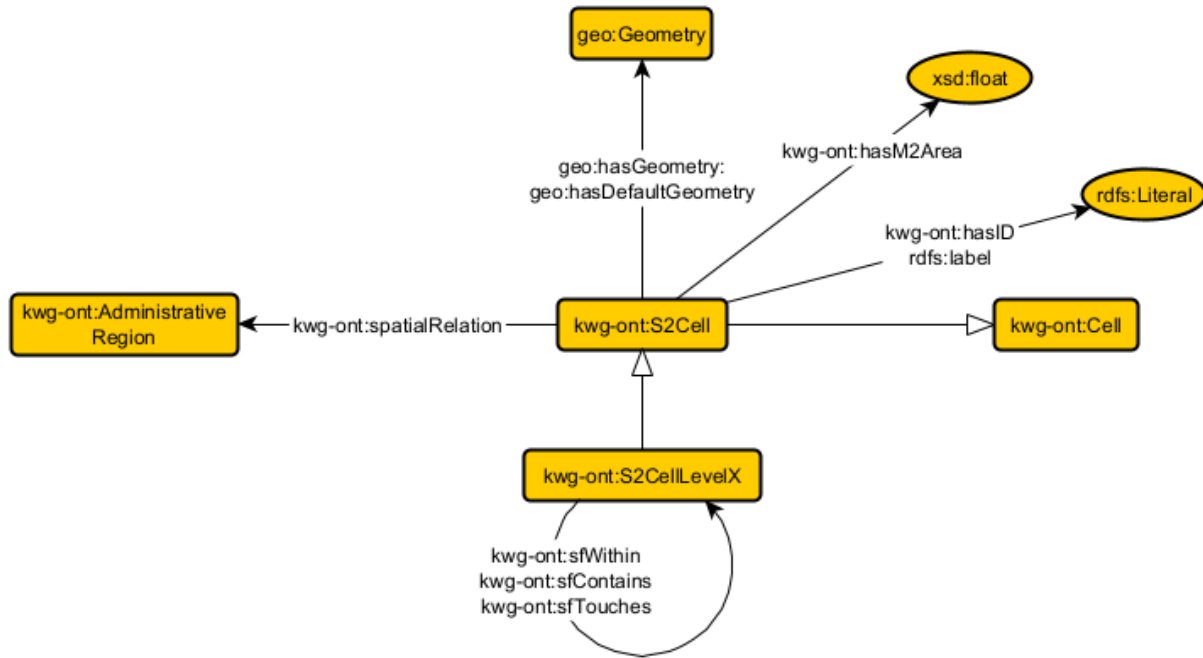 geo:Geometry
xsd:float
kwg-ont:hasM2Area
geo:hasGeometry:
geo:hasDefaultGeometry
rdfs:Literal
kwg-ont:hasID
rdfs:label
kwg-ont:Administrative
Region
kwg-ont:spatialRelation
kwg-ont:S2Cell
kwg-ont:Cell
kwg-ont:S2CellLevelX
kwg-ont:sfWithin
kwg-ont:sfContains
kwg-ont:sfTouches